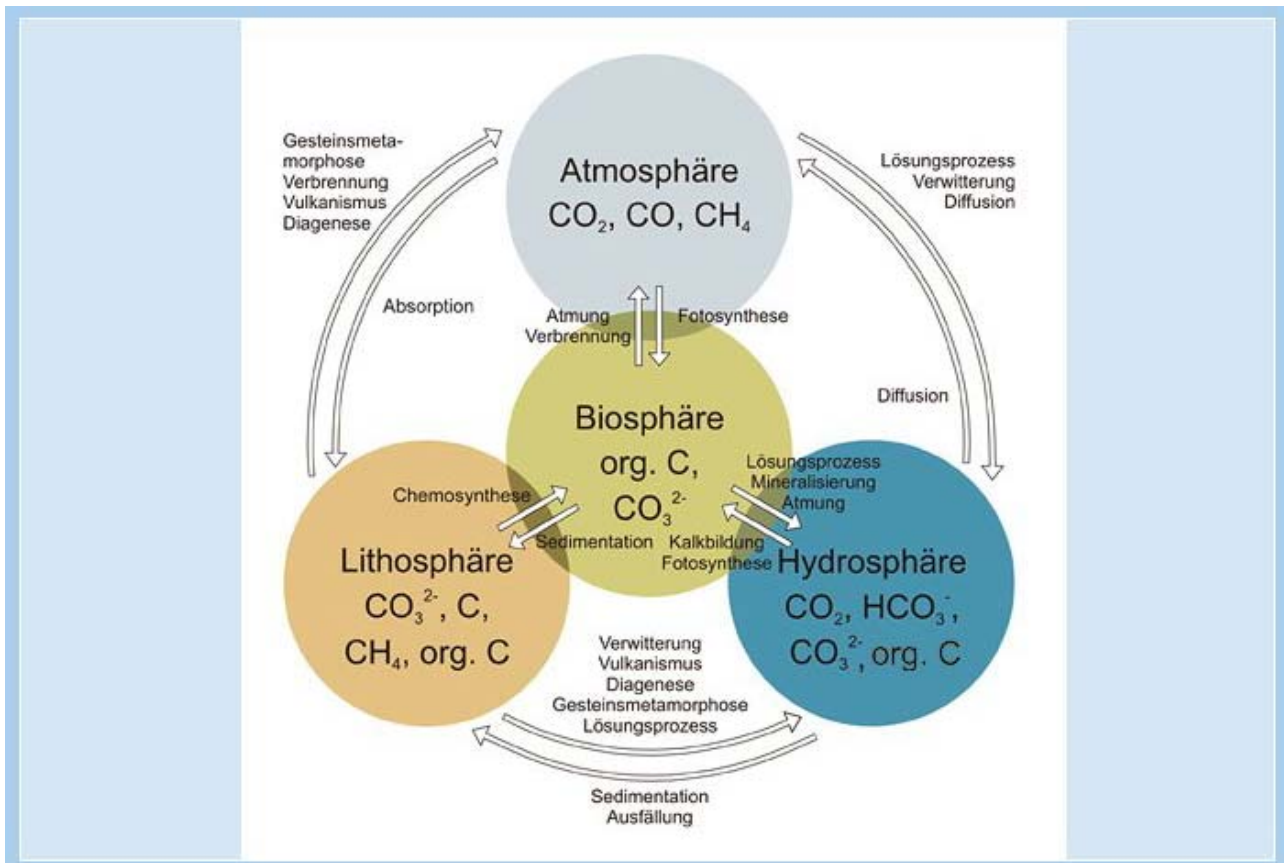 Gesteinsmeta-
morphose
Verbrennung
Vulkanismus
Diagenese
Atmosphäre
CO₂, CO, CH₄
Lösungsprozess
Verwitterung
Diffusion
Absorption
Atmung
Verbrennung
Fotosynthese
Diffusion
Biosphäre
org. C,
CO₃²⁻
Chemosynthese
Sedimentation
Lösungsprozess
Mineralisierung
Atmung
Kalkbildung
Fotosynthese
Lithosphäre
CO₃²⁻, C,
CH₄, org. C
Hydrosphäre
CO₂, HCO₃⁻,
CO₃²⁻, org. C
Verwitterung
Vulkanismus
Diagenese
Gesteinsmetamorphose
Lösungsprozess
Sedimentation
Ausfällung